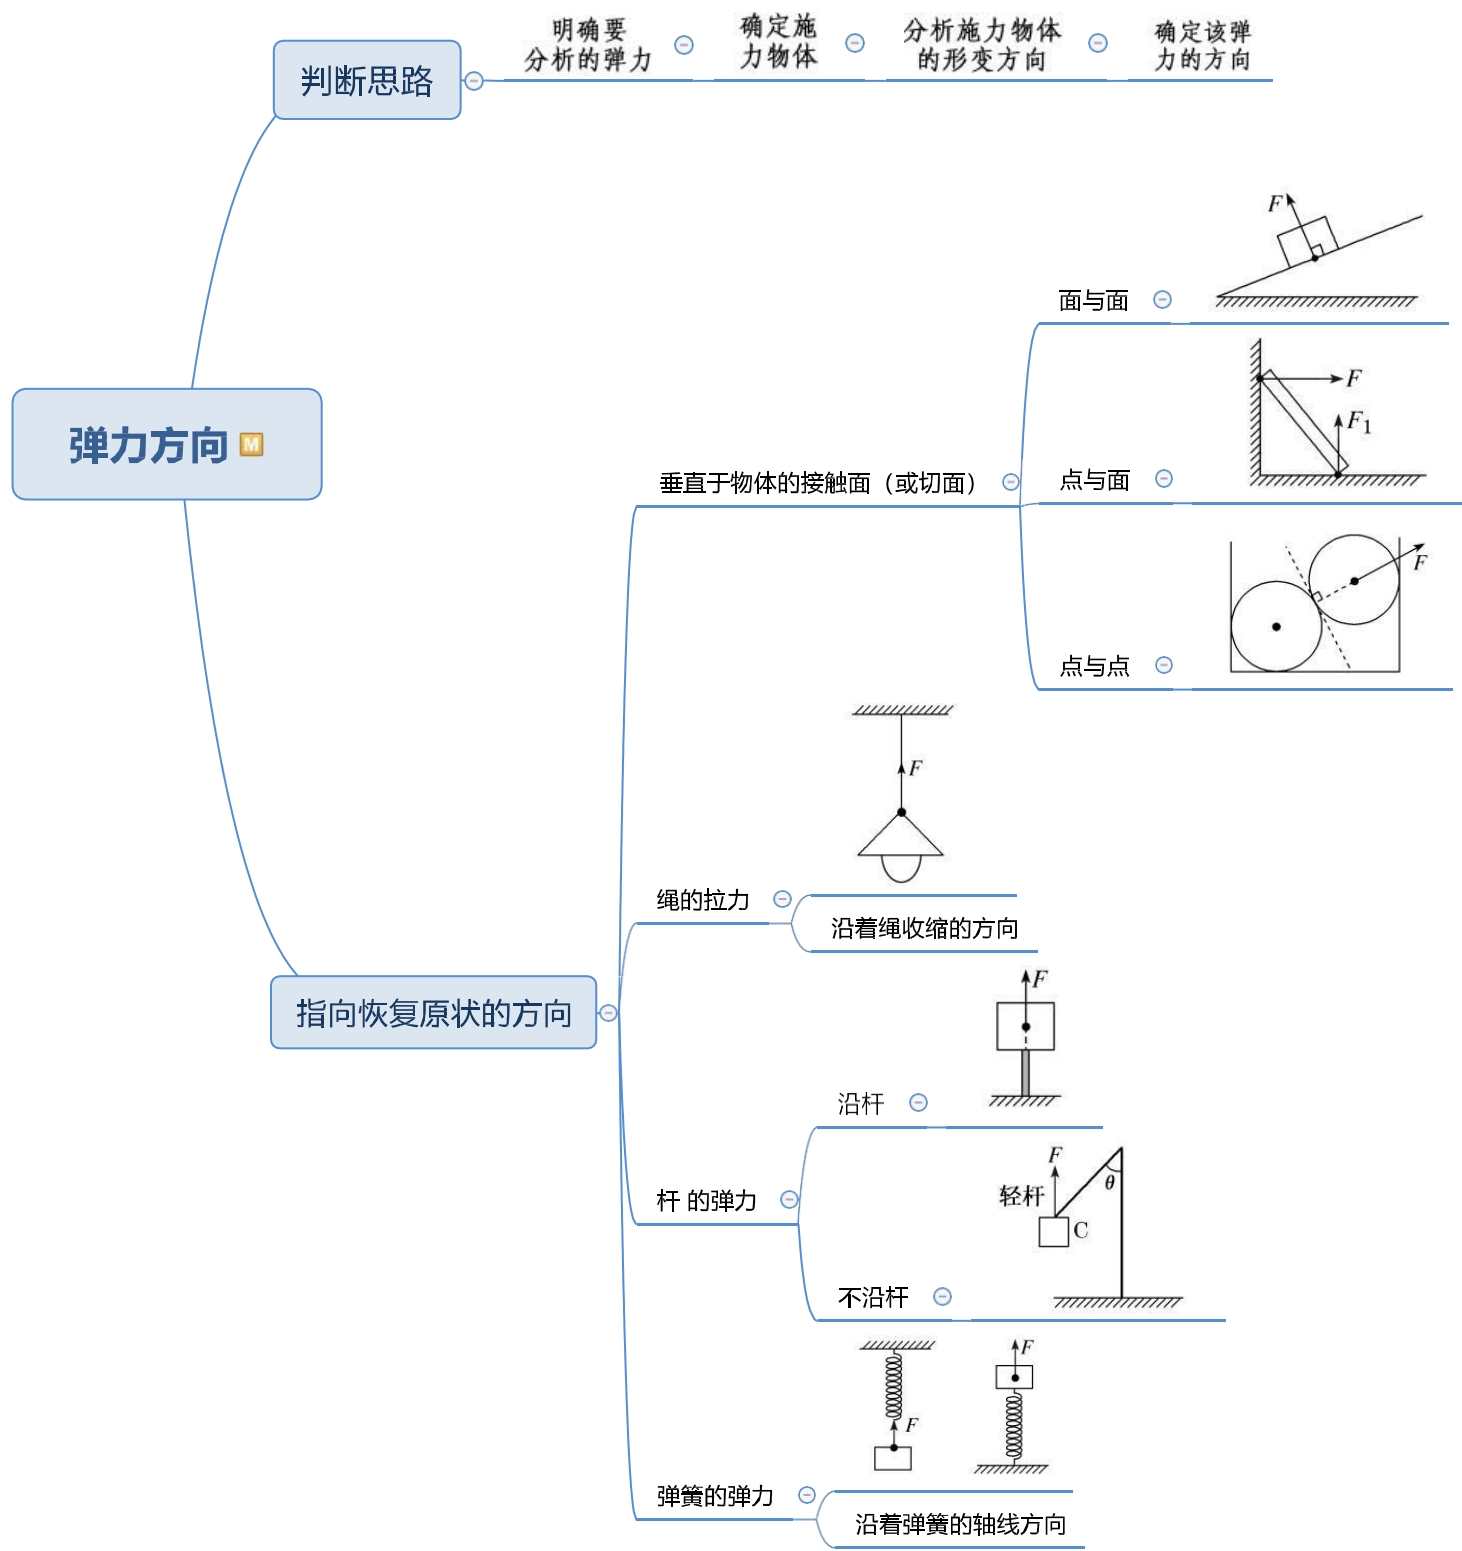 明确要
分析的弹力
确定施
力物体
分析施力物体
的形变方向
确定该弹
力的方向
判断思路
F
面与面
F
F1
弹力方向 M
垂直于物体的接触面（或切面）
点与面
F
点与点
F
绳的拉力
沿着绳收缩的方向
指向恢复原状的方向
F
沿杆
F
θ
轻杆
C
杆 的弹力
不沿杆
F
F
弹簧的弹力
沿着弹簧的轴线方向